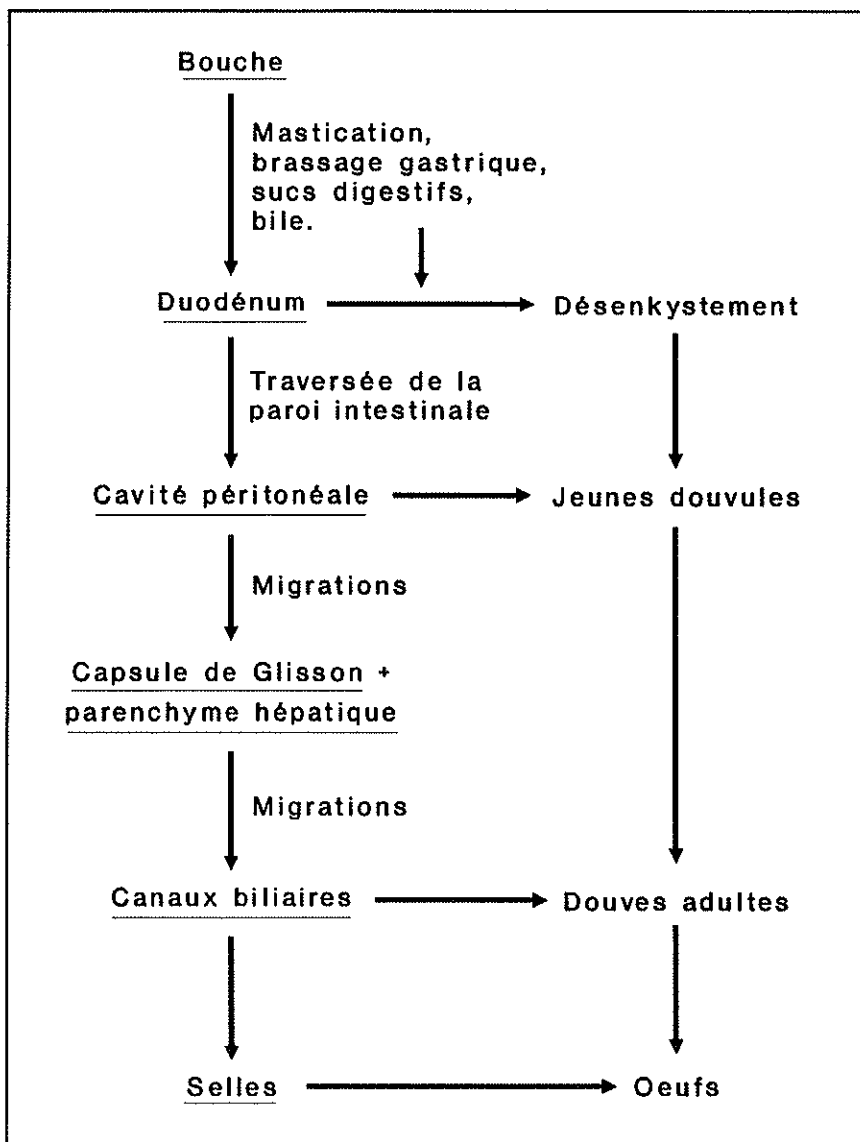 Bouche
Mastication,
brassage gastrique,
sucs digestifs,
bile.
Duodénum
Désenkystement
Traversée de la
paroi intestinale
Cavité péritonéale
Jeunes douvules
Migrations
Capsule de Glisson +
parenchyme hépatique
Migrations
Canaux biliaires
Douves adultes
Selles
Oeufs